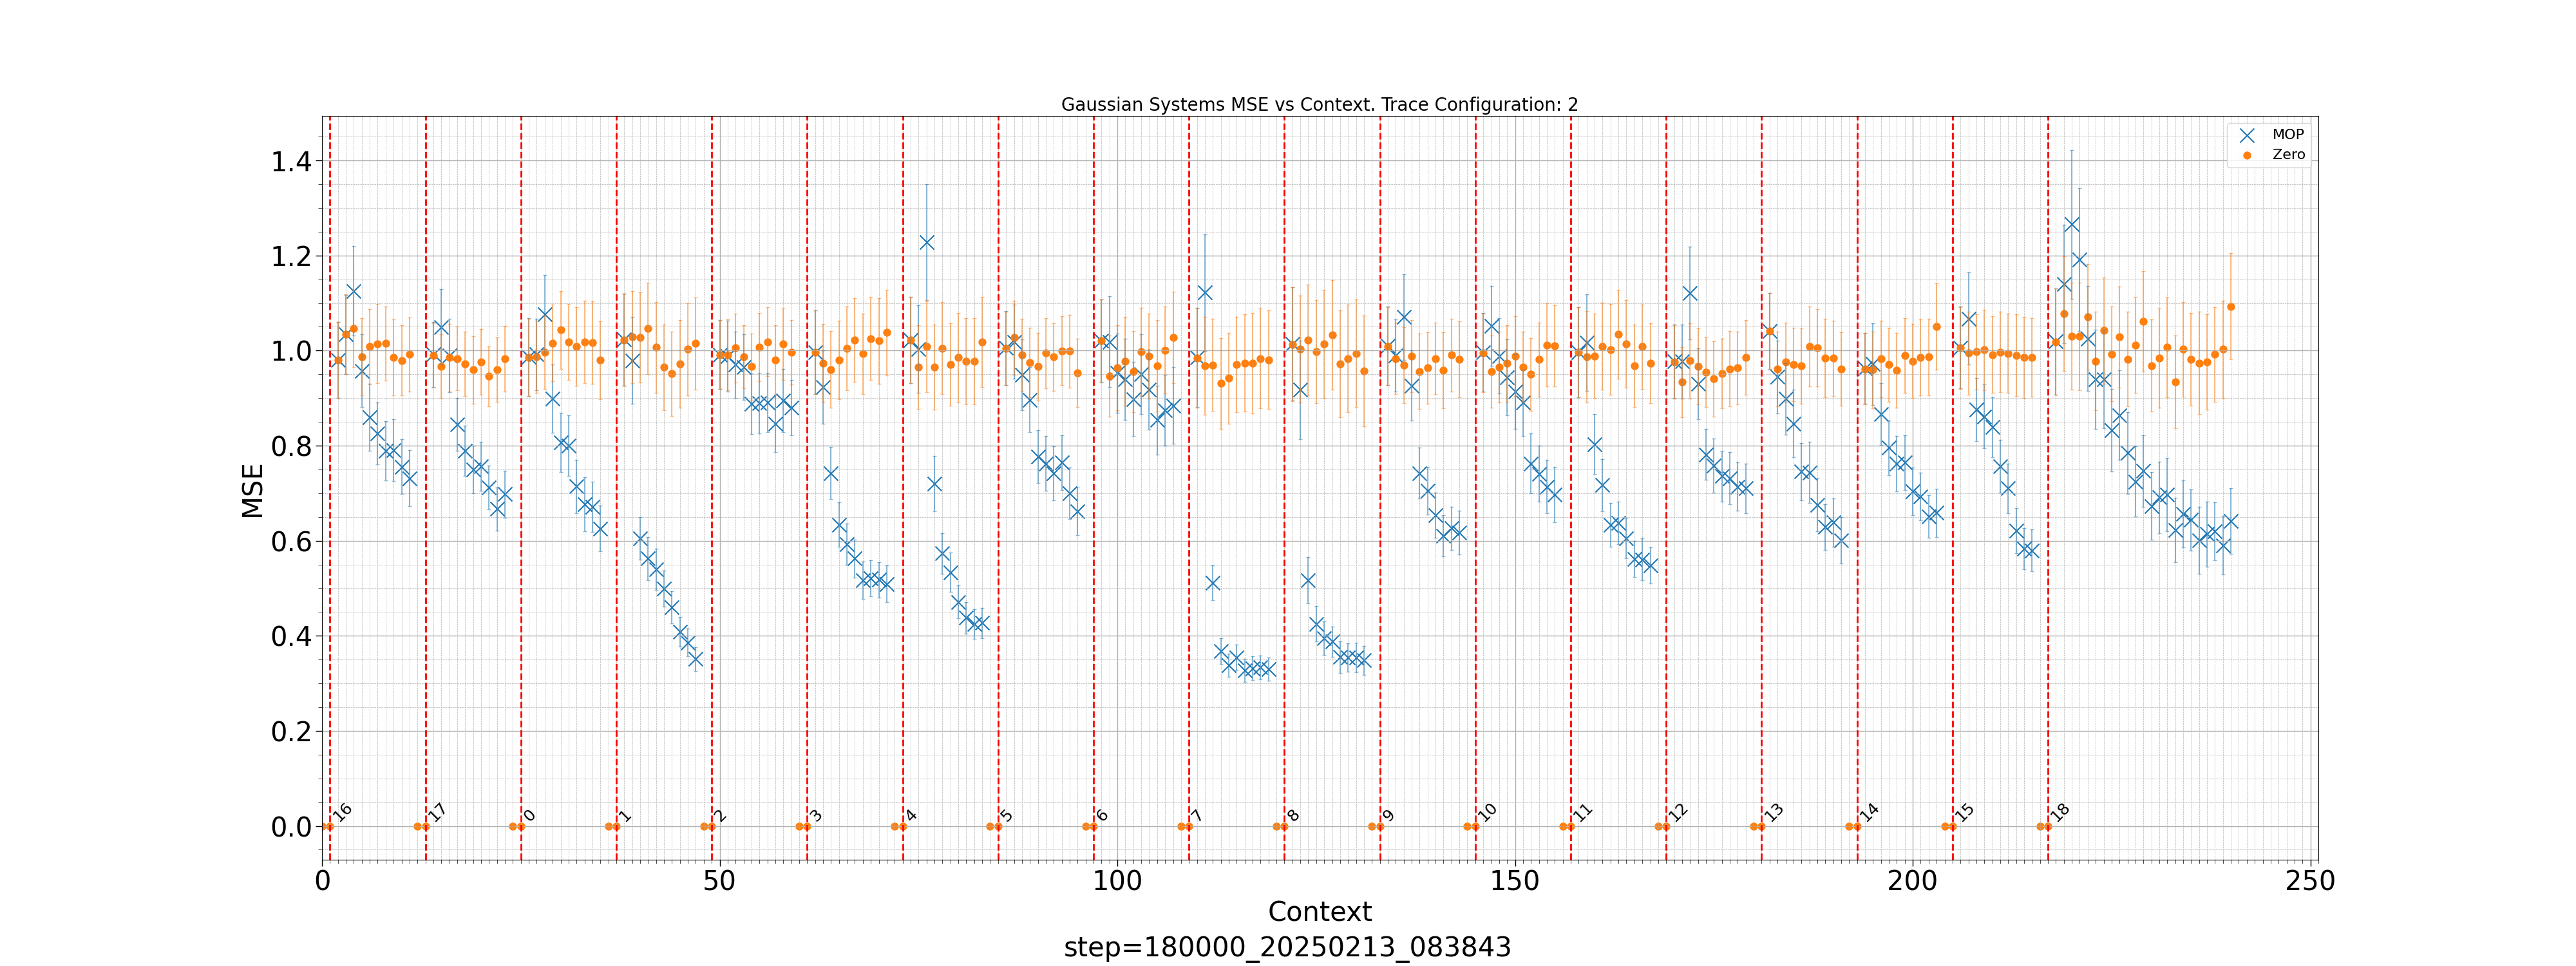 Gaussian Systems MSE vs Context. Trace Configuration: 2
MOP
Zero
MSE
1.4
1.2
1.0
0.8
0.6
0.4
0.2
0.0
16 17 0 1 2 3 4 5 6 7 8 9 10 11 12 13 14 15 18
0 50 100 150 200 250
Context
step=180000_20250213_083843